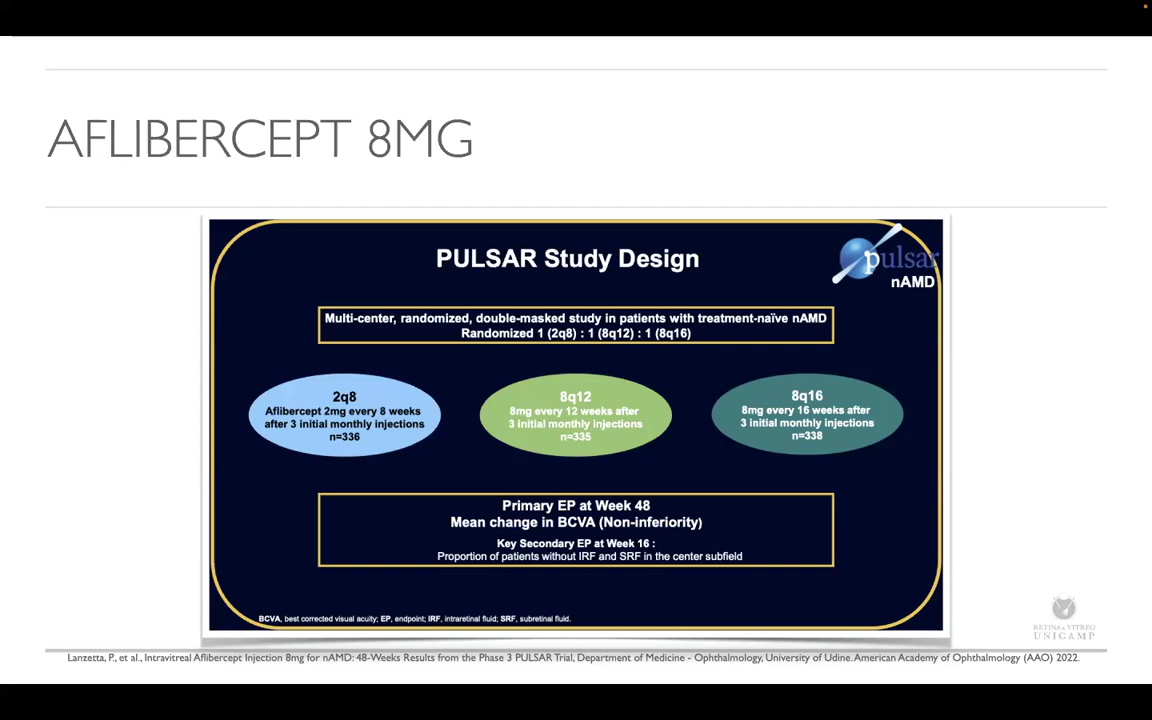 AFLIBERCEPT 8MG
PULSAR Study Design
pulsar
nAMD
Multi-center, randomized, double-masked study in patients with treatment-naïve nAMD
Randomized 1 (2q8) : 1 (8q12) : 1 (8q16)
2q8
Aflibercept 2mg every 8 weeks
after 3 initial monthly injections
n=336
8q12
8mg every 12 weeks after
3 initial monthly injections
n=335
8q16
8mg every 16 weeks after
3 initial monthly injections
n=338
Primary EP at Week 48
Mean change in BCVA (Non-inferiority)
Key Secondary EP at Week 16 :
Proportion of patients without IRF and SRF in the center subfield
BCVA, best corrected visual acuity; EP, endpoint; IRF, intraretinal fluid; SRF, subretinal fluid.
RETINA & VITREO
UNICAMP
Lanzetta, P., et al., Intravitreal Aflibercept Injection 8mg for nAMD: 48-Weeks Results from the Phase 3 PULSAR Trial, Department of Medicine - Ophthalmology, University of Udine. American Academy of Ophthalmology (AAO) 2022.